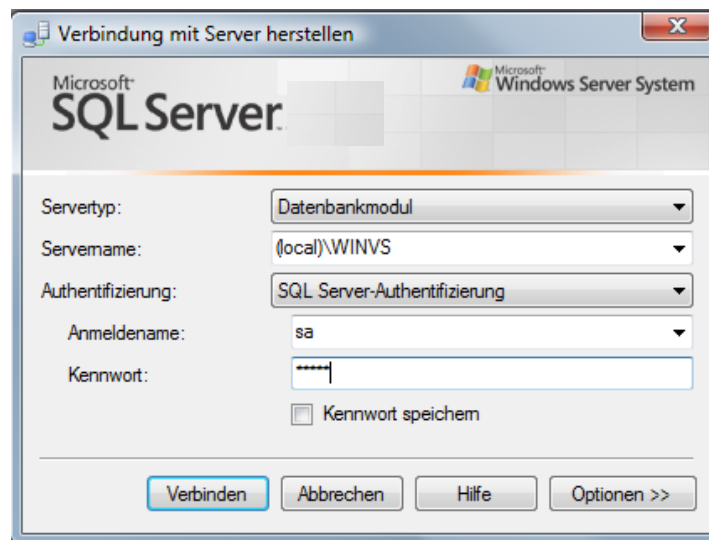 Verbindung mit Server herstellen
Microsoft
SQL Server
Microsoft
Windows Server System
Servertyp: Datenbankmodul
Servername: (local)\WINVS
Authentifizierung: SQL Server-Authentifizierung
Anmeldename: sa
Kennwort: *****
Kennwort speichern
Verbinden Abbrechen Hilfe Optionen >>